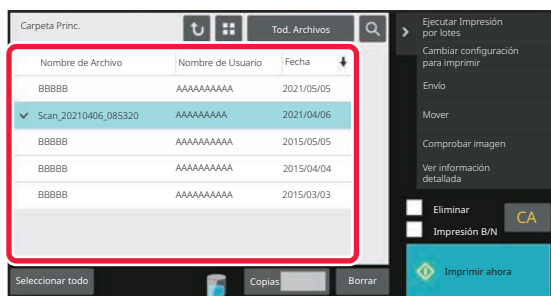 Carpeta Princ.
Tod. Archivos
Nombre de Archivo Nombre de Usuario Fecha
BBBBB AAAAAAAAAA 2021/05/05
Scan_20210406_085320 AAAAAAAAA 2021/04/06
BBBBB AAAAAAAAAA 2015/05/05
BBBBB AAAAAAAAAA 2015/04/04
BBBBB AAAAAAAAAA 2015/03/03
Seleccionar todo
Copias
Borrar
Ejecutar Impresión
por lotes
Cambiar configuración
para imprimir
Envío
Mover
Comprobar imagen
Ver información
detallada
Eliminar
Impresión B/N
CA
Imprimir ahora